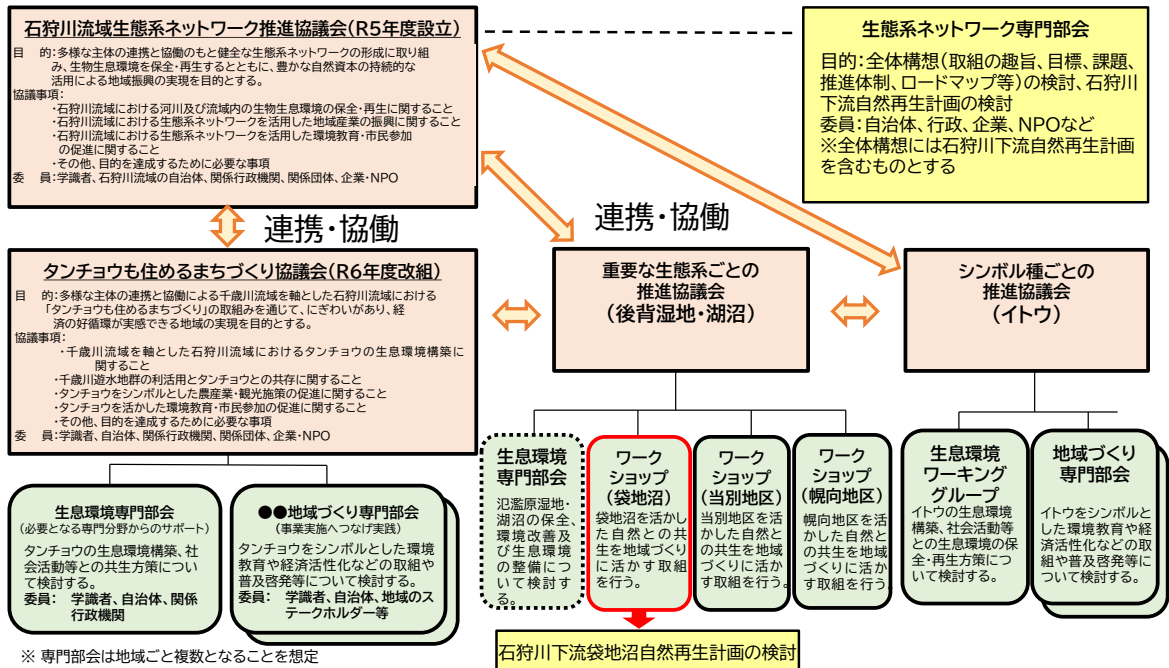 石狩川流域生態系ネットワーク推進協議会(R5年度設立)
目　的:多様な主体の連携と協働のもと健全な生態系ネットワークの形成に取り組
み、生物生息環境を保全・再生するとともに、豊かな自然資本の持続的な
活用による地域振興の実現を目的とする。
協議事項:
・石狩川流域における河川及び流域内の生物生息環境の保全・再生に関すること
・石狩川流域における生態系ネットワークを活用した地域産業の振興に関すること
・石狩川流域における生態系ネットワークを活用した環境教育・市民参加
の促進に関すること
・その他、目的を達成するために必要な事項
委　員:学識者、石狩川流域の自治体、関係行政機関、関係団体、企業・NPO
生態系ネットワーク専門部会
目的:全体構想(取組の趣旨、目標、課題、
推進体制、ロードマップ等)の検討、石狩川
下流自然再生計画の検討
委員:自治体、行政、企業、NPOなど
※全体構想には石狩川下流自然再生計画
を含むものとする
連携・協働
連携・協働
タンチョウも住めるまちづくり協議会(R6年度改組)
目　的:多様な主体の連携と協働による千歳川流域を軸とした石狩川流域における
「タンチョウも住めるまちづくり」の取組みを通じて、にぎわいがあり、経
済の好循環が実感できる地域の実現を目的とする。
協議事項:
・千歳川流域を軸とした石狩川流域におけるタンチョウの生息環境構築に
関すること
・千歳川遊水地群の利活用とタンチョウとの共存に関すること
・タンチョウをシンボルとした農産業・観光施策の促進に関すること
・タンチョウを活かした環境教育・市民参加の促進に関すること
・その他、目的を達成するために必要な事項
委　員:学識者、自治体、関係行政機関、関係団体、企業・NPO
重要な生態系ごとの
推進協議会
(後背湿地・湖沼)
シンボル種ごとの
推進協議会
(イトウ)
生息環境専門部会
(必要となる専門分野からのサポート)
タンチョウの生息環境構築、社
会活動等との共生方策につい
て検討する。
委員:　学識者、自治体、関係
行政機関
●●地域づくり専門部会
(事業実施へつなげ実践)
タンチョウをシンボルとした環境
教育や経済活性化などの取組や
普及啓発等について検討する。
委員:　学識者、自治体、地域のス
テークホルダー等
生息環境
専門部会
氾濫原湿地・
湖沼の保全、
環境改善及
び生息環境
の整備につ
いて検討す
る。
ワーク
ショップ
(袋地沼)
袋地沼を活かし
た自然との共
生を地域づくり
に活かす取組
を行う。
ワーク
ショップ
(当別地区)
当別地区を活
かした自然と
の共生を地域
づくりに活か
す取組を行う。
ワーク
ショップ
(幌向地区)
幌向地区を活
かした自然と
の共生を地域
づくりに活か
す取組を行う。
生息環境
ワーキング
グループ
イトウの生息環境
構築、社会活動等
との生息環境の保
全・再生方策につ
いて検討する。
地域づくり
専門部会
イトウをシンボル
とした環境教育や経
済活性化などの取
組や普及啓発等に
ついて検討する。
石狩川下流袋地沼自然再生計画の検討
※ 専門部会は地域ごと複数となることを想定